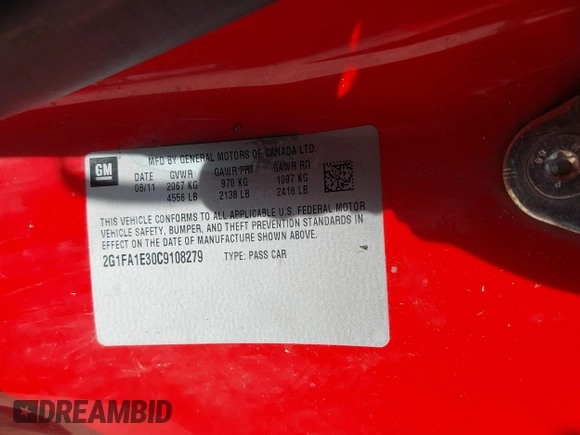 MFD BY GENERAL MOTORS OF CANADA LTD.
GM DATE GVWR GAWR FRT GAWR RR
08/11 2067 KG 970 KG 1097 KG
4556 LB 2138 LB 2418 LB
THIS VEHICLE CONFORMS TO ALL APPLICABLE U.S. FEDERAL MOTOR
VEHICLE SAFETY, BUMPER, AND THEFT PREVENTION STANDARDS IN
EFFECT ON THE DATE OF MANUFACTURE SHOWN ABOVE.
2G1FA1E30C9108279 TYPE: PASS CAR
DREAMBID